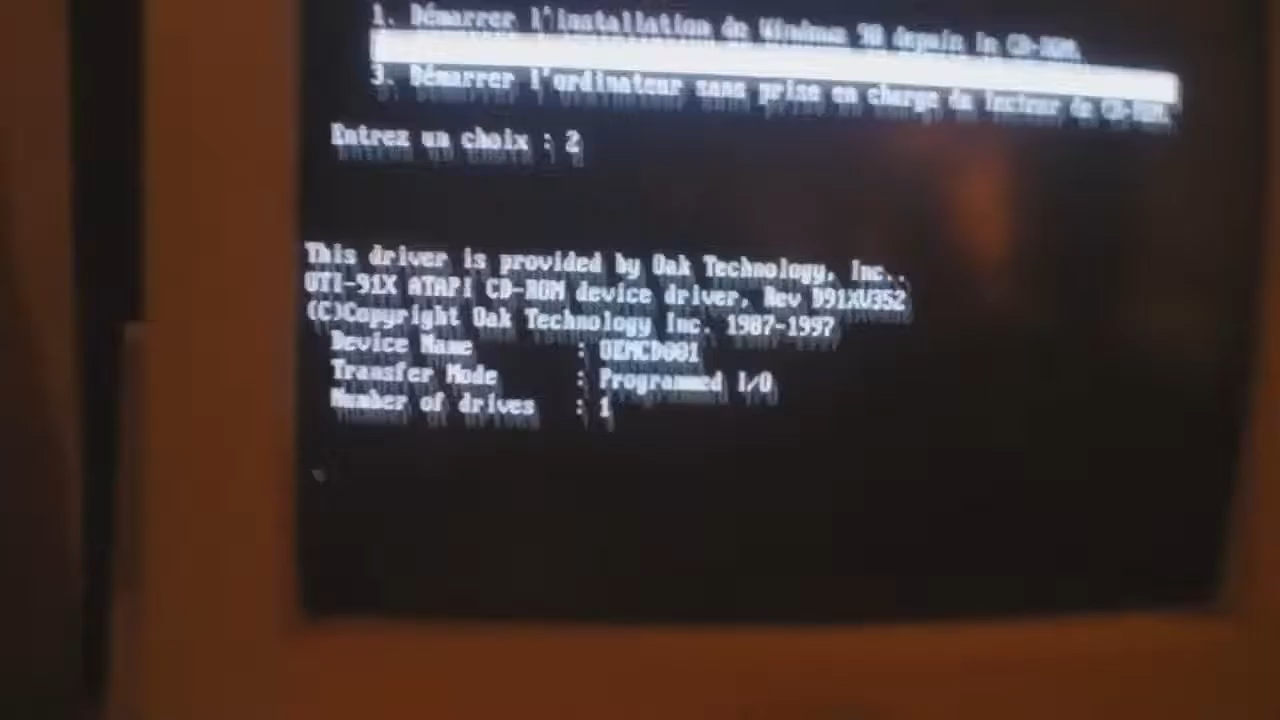 1. Démarrer l'installation de Windows 98 depuis le CD-ROM.
3. Démarrer l'ordinateur sans prise en charge du lecteur de CD-ROM.
Entrez un choix : 2
This driver is provided by Oak Technology, Inc..
OTI-91X ATAPI CD-ROM device driver, Rev D91XV352
(C)Copyright Oak Technology Inc. 1987-1997
Device Name : OEMCD001
Transfer Mode : Programmed I/O
Number of drives : 1